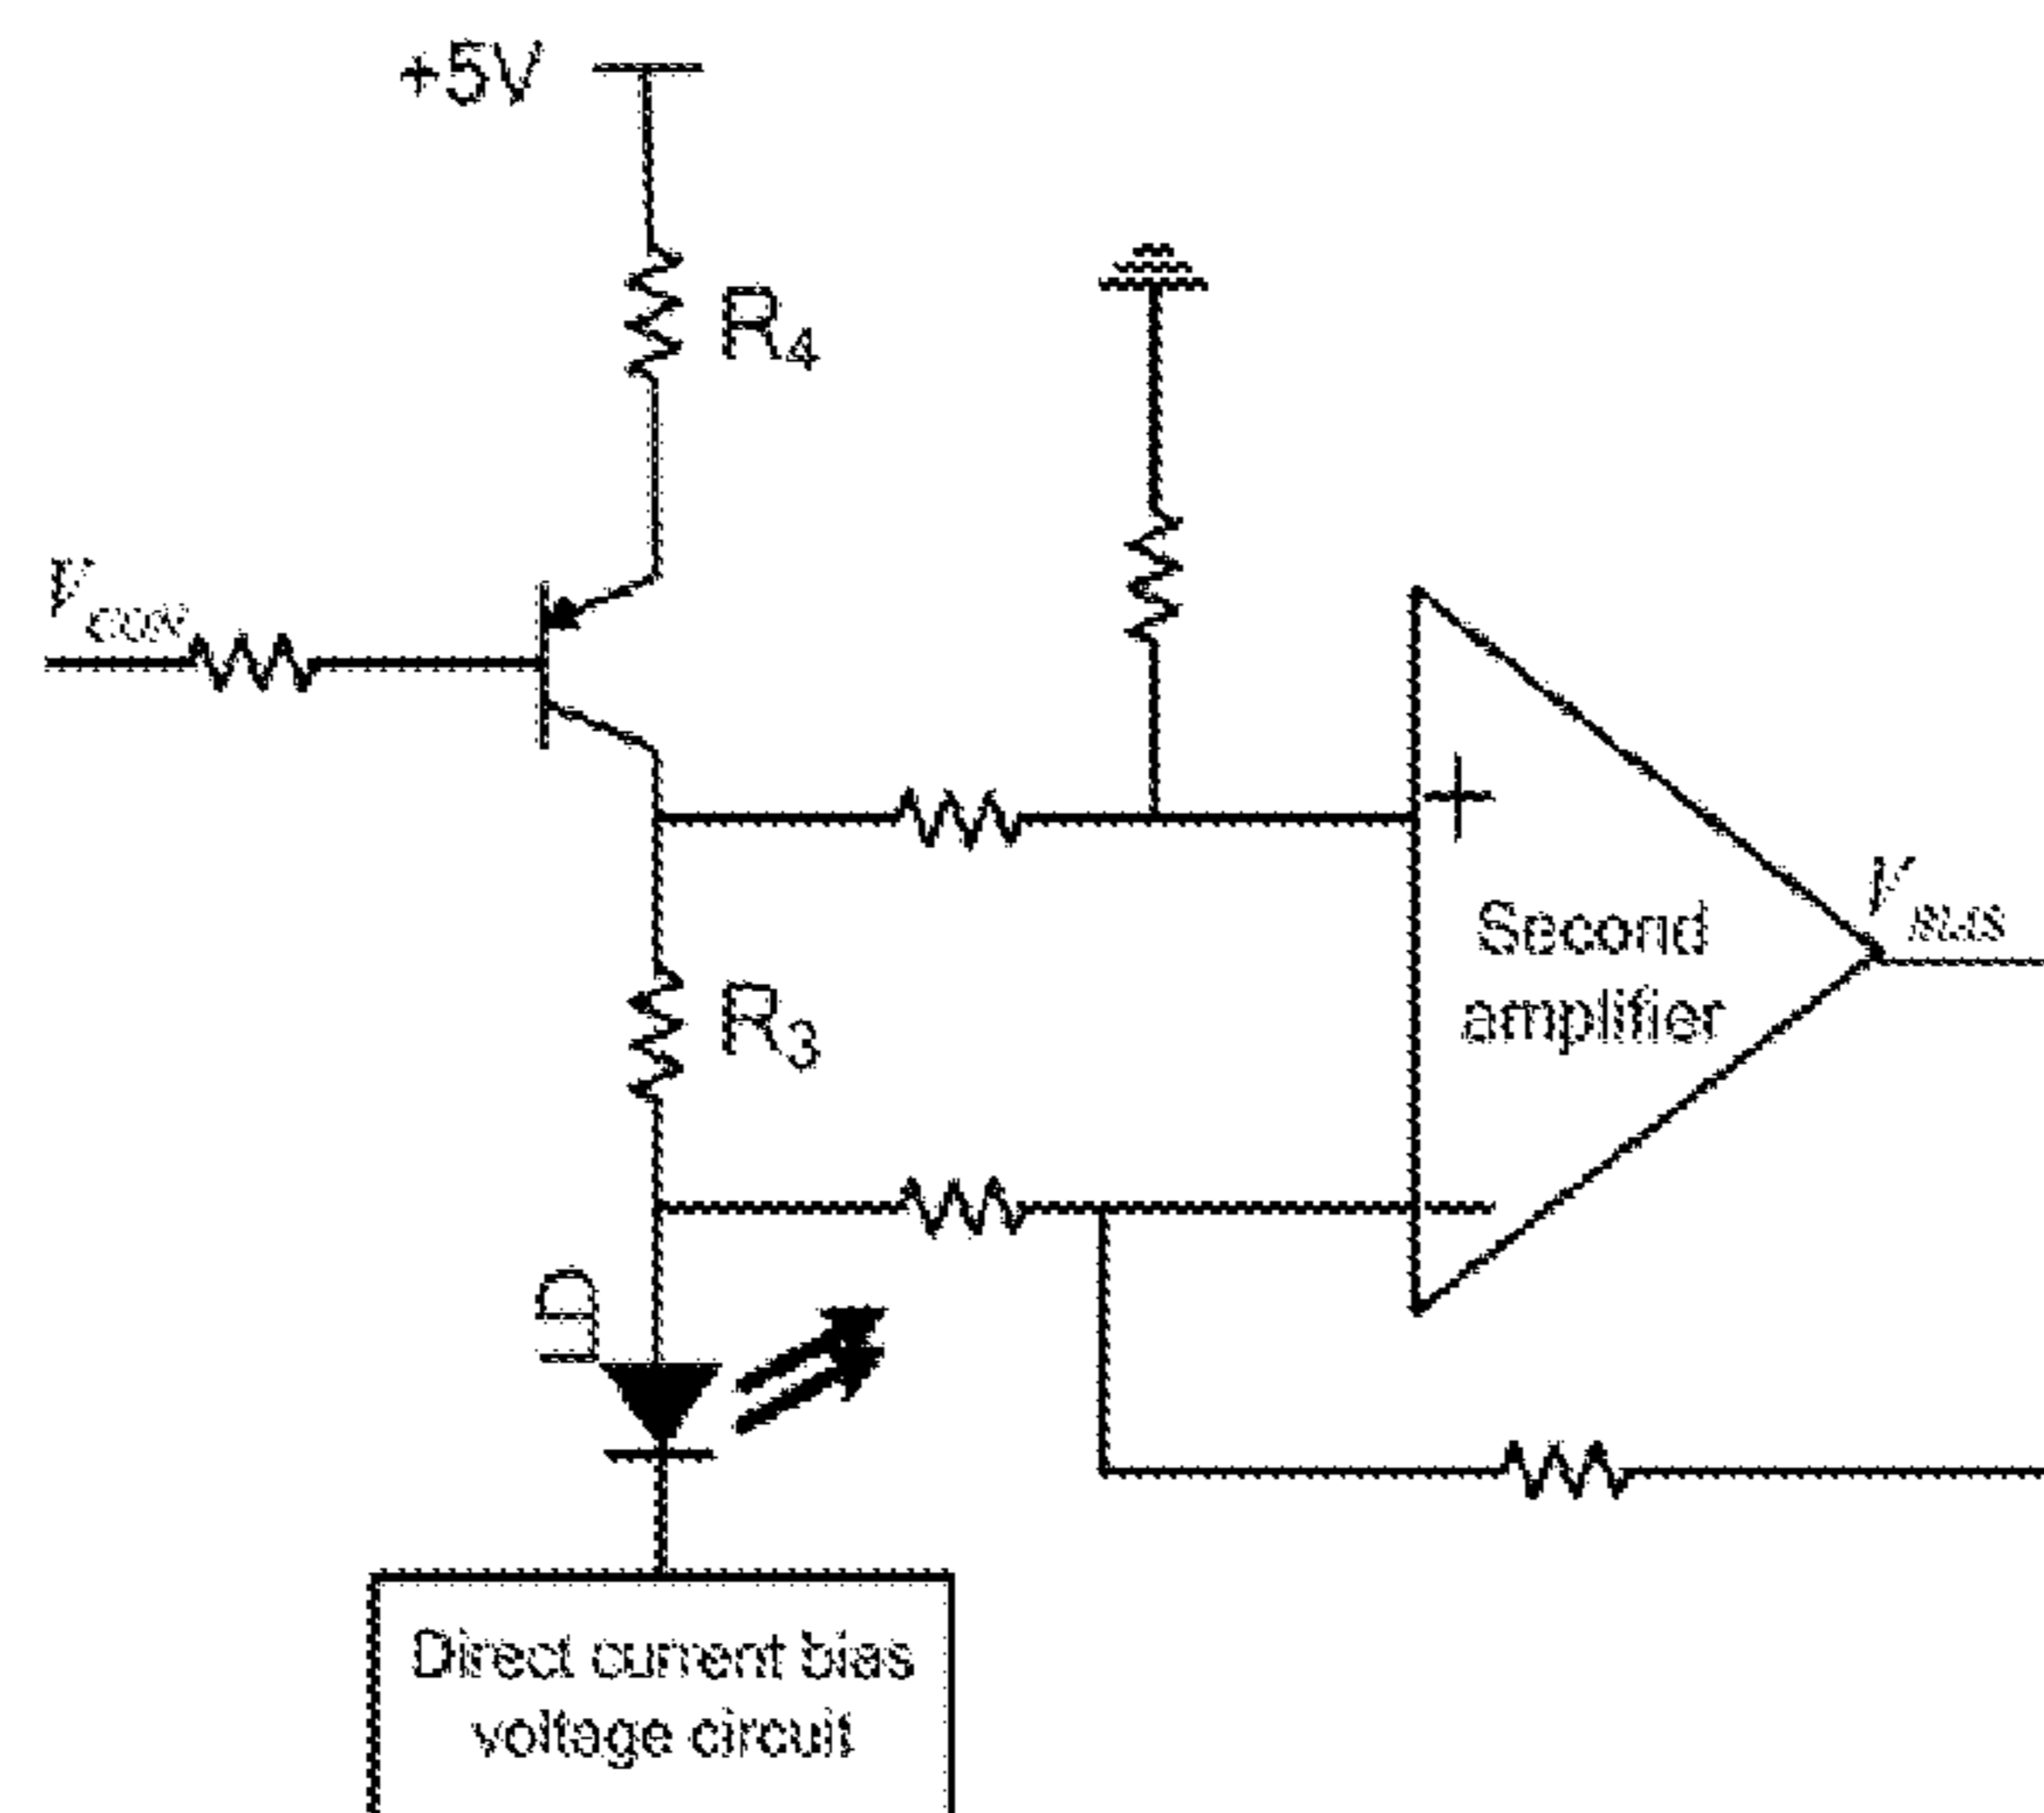 +5V
R4
V
+
Second
amplifier
V
R3
LD
Direct current bias
voltage circuit